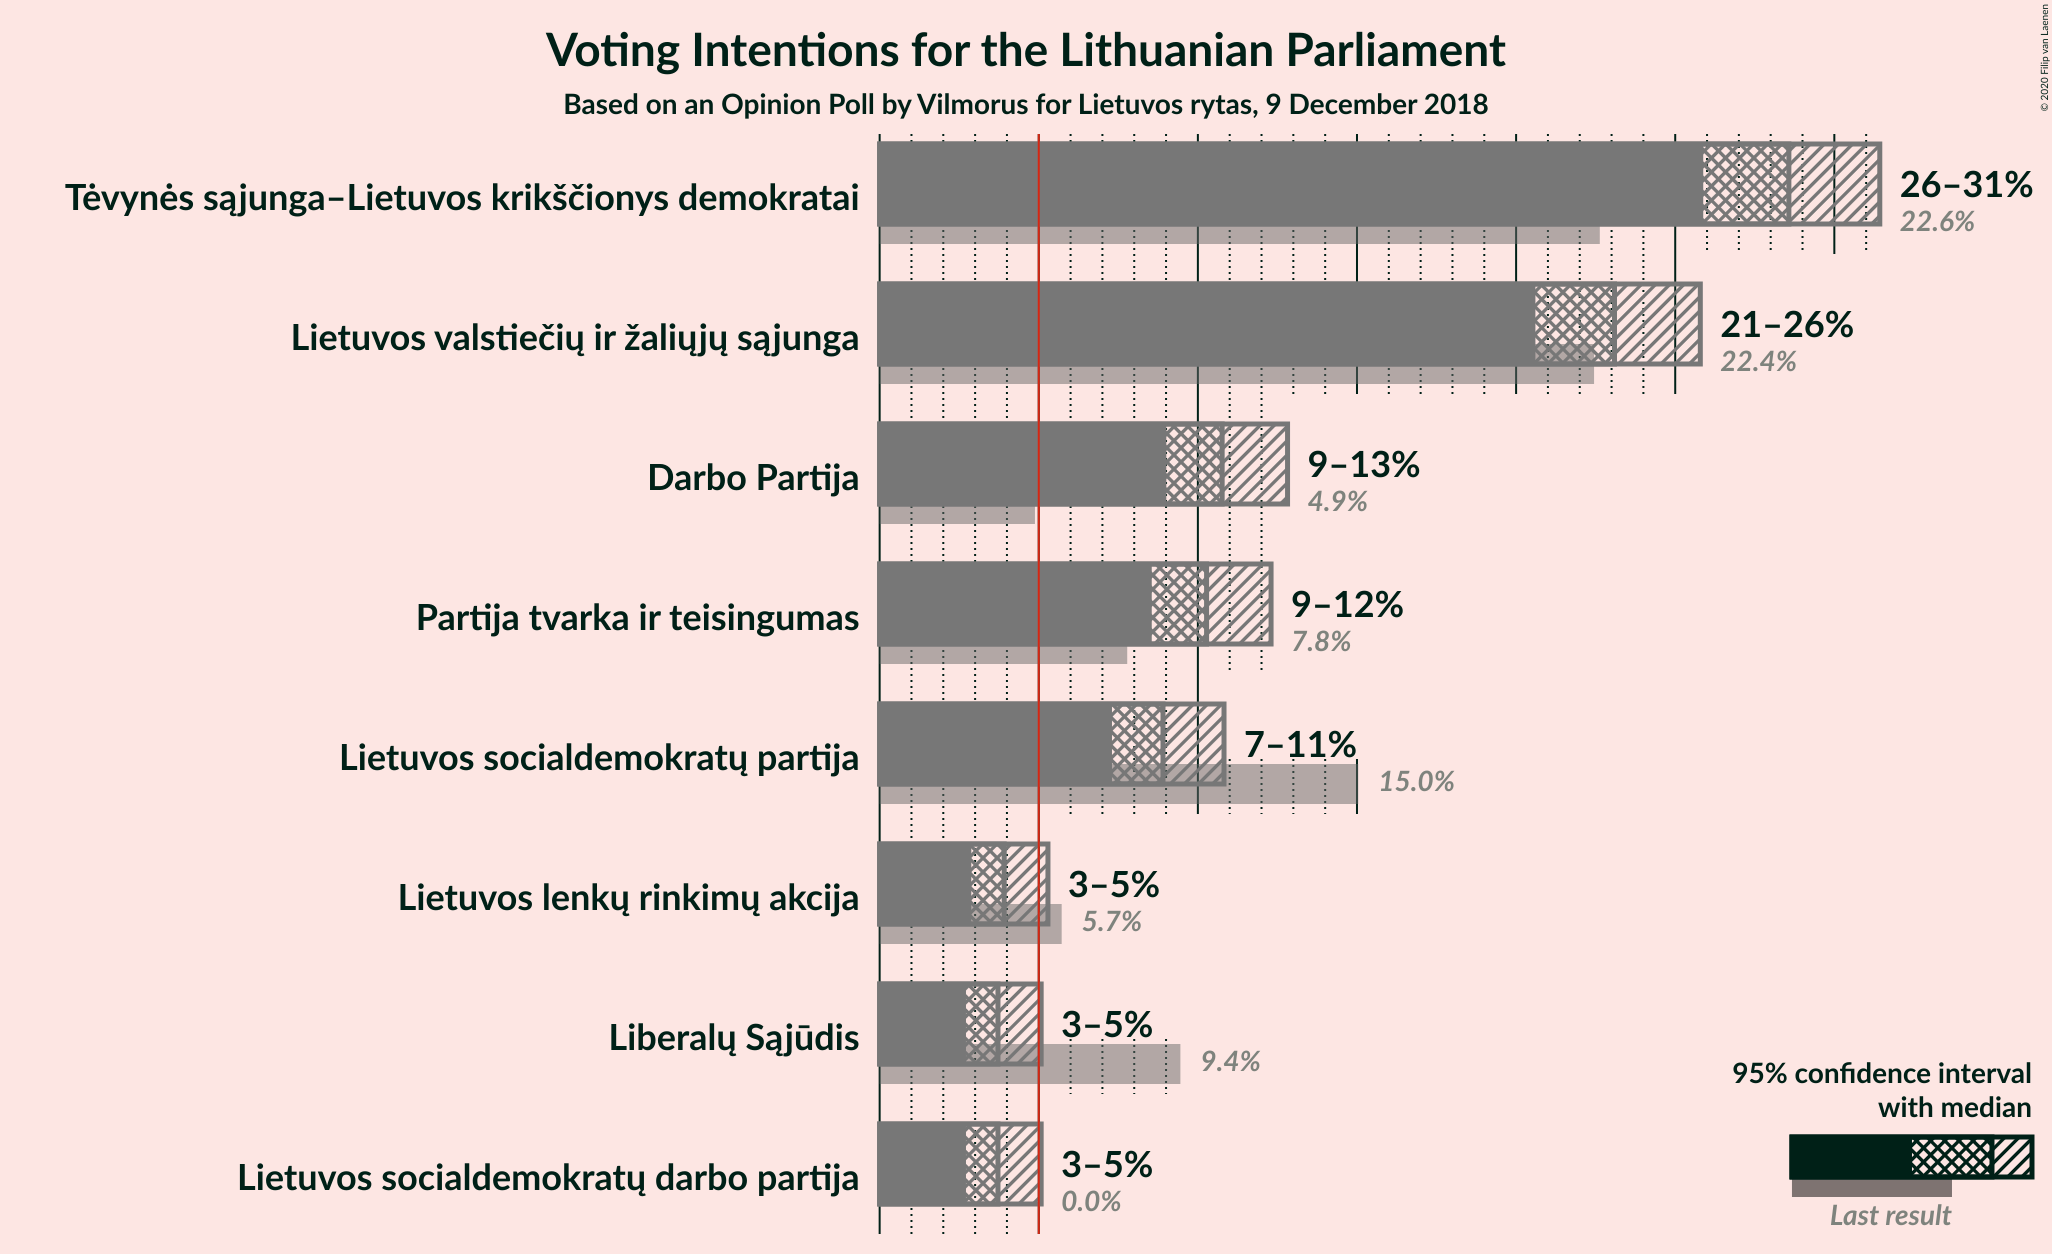 Voting Intentions for the Lithuanian Parliament
Based on an Opinion Poll by Vilmorus for Lietuvos rytas, 9 December 2018
© 2020 Filip van Laenen
Tėvynės sąjunga–Lietuvos krikščionys demokratai
26–31%
22.6%
Lietuvos valstiečių ir žaliųjų sąjunga
21–26%
22.4%
Darbo Partija
9–13%
4.9%
Partija tvarka ir teisingumas
9–12%
7.8%
Lietuvos socialdemokratų partija
7–11%
15.0%
Lietuvos lenkų rinkimų akcija
3–5%
5.7%
Liberalų Sąjūdis
3–5%
9.4%
Lietuvos socialdemokratų darbo partija
3–5%
0.0%
95% confidence interval
with median
Last result